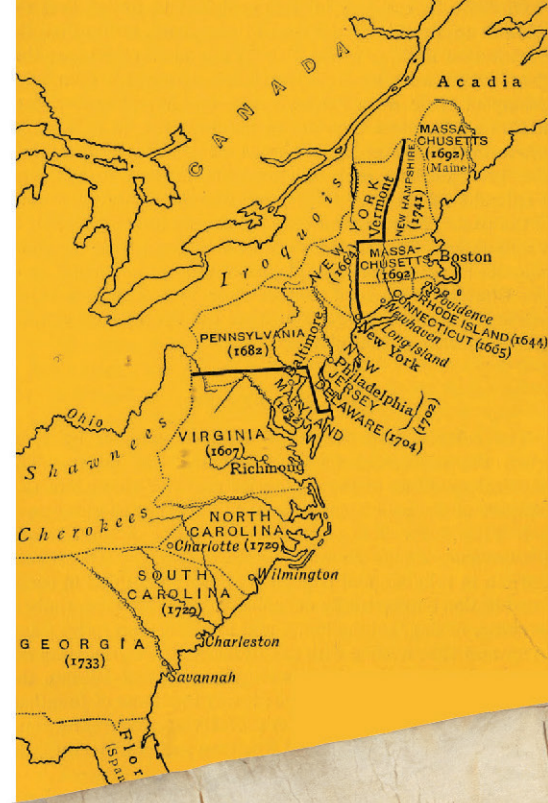 CANADA
Acadia
MASSA-
CHUSETTS
(1692)
(Maine)
Iroquois
NEW YORK
(1664)
Vermont
NEW HAMPSHIRE
(1741)
MASSA-
CHUSETTS
(1692)
Boston
Providence
RHODE ISLAND (1644)
CONNECTICUT (1665)
Newhaven
Long Island
New York
PENNSYLVANIA
(1682)
Baltimore
NEW
JERSEY
(1702)
Philadelphia
DELAWARE (1704)
MARYLAND
(1632)
Ohio
Shawnees
VIRGINIA
(1607)
Richmond
Cherokees
NORTH
CAROLINA
(1729)
Charlotte
SOUTH
CAROLINA
(1729)
Wilmington
GEORGIA
(1733)
Charleston
Savannah
Flor
(Span